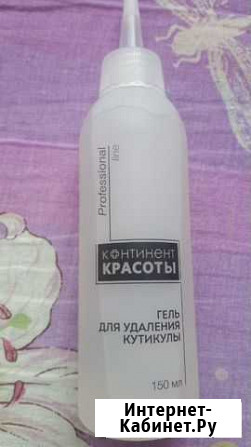 Professional
line
КОНТИНЕНТ
КРАСОТЫ
ГЕЛЬ
ДЛЯ УДАЛЕНИЯ
КУТИКУЛЫ
150 мл
Интернет-
Кабинет.Ру